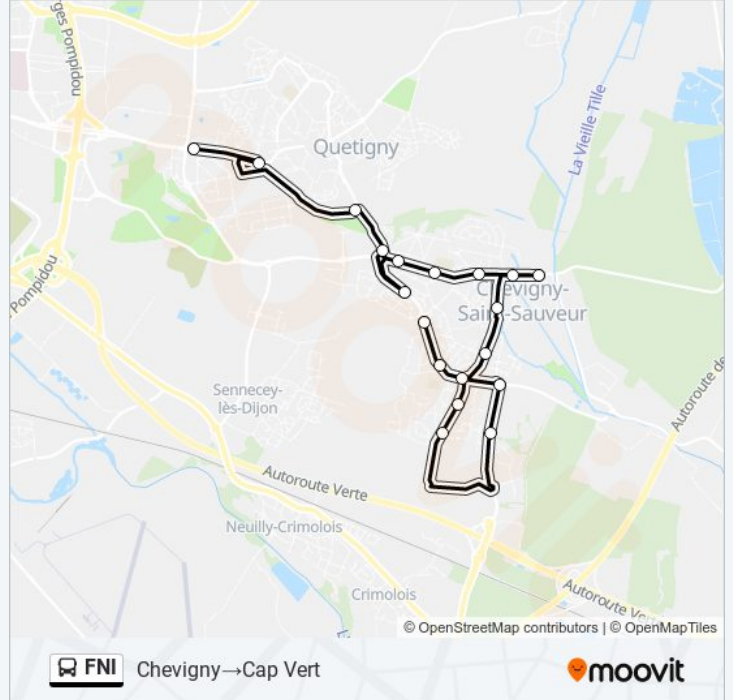 ges Pompidou
Quetigny
La Vieille Tille
Pompidou
Chevigny-
Saint-Sauveur
Sennecey-
lès-Dijon
Autoroute de
Autoroute Verte
Neuilly-Crimolois
Crimolois
Autoroute Verte
© OpenStreetMap contributors | © OpenMapTiles
FNI Chevigny→Cap Vert
moovit